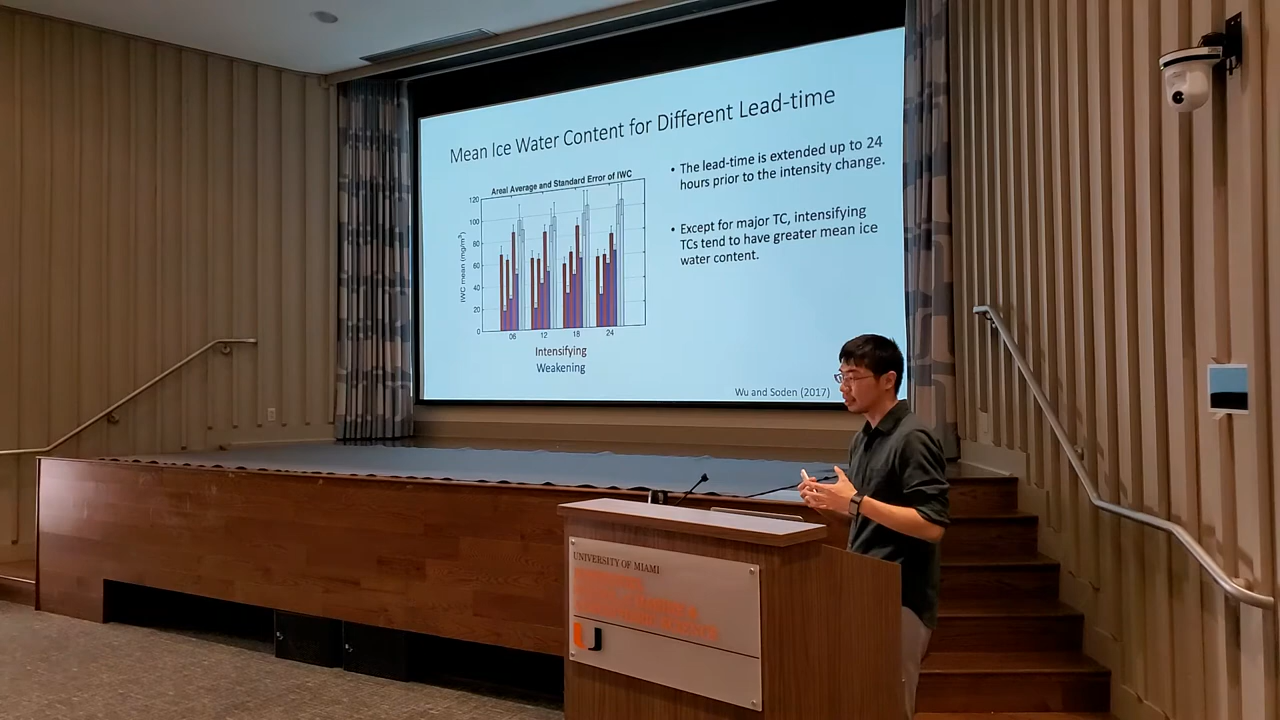 Mean Ice Water Content for Different Lead-time
Areal Average and Standard Error of IWC
120
100
80
60
40
20
0
IWC mean (mg/m³)
06 12 18 24
Intensifying
Weakening
• The lead-time is extended up to 24
hours prior to the intensity change.
• Except for major TC, intensifying
TCs tend to have greater mean ice
water content.
Wu and Soden (2017)
UNIVERSITY OF MIAMI
U